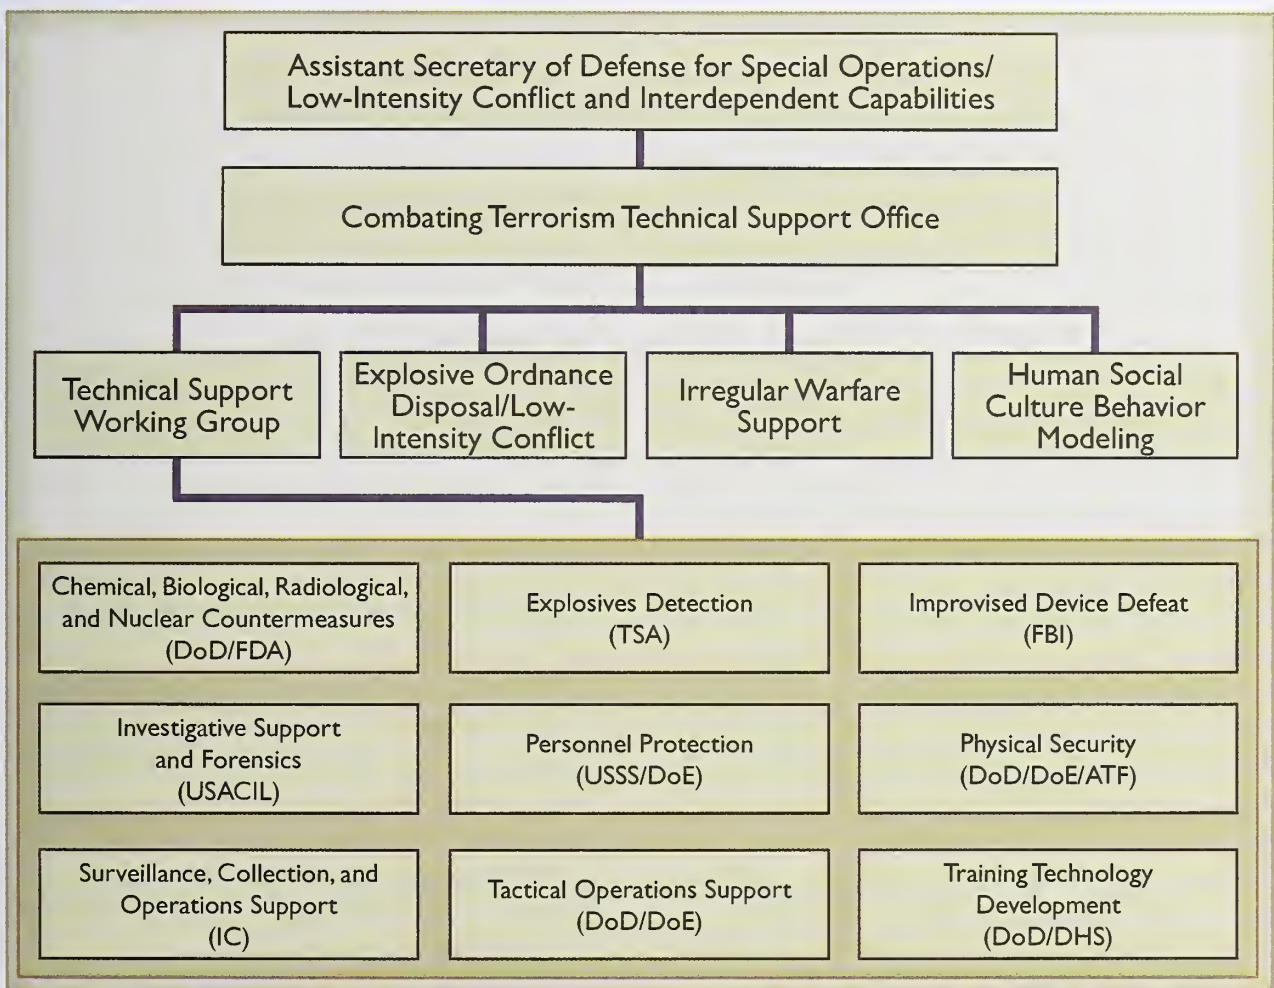 Assistant Secretary of Defense for Special Operations/
Low-Intensity Conflict and Interdependent Capabilities
Combating Terrorism Technical Support Office
Technical Support
Working Group
Explosive Ordnance
Disposal/Low-
Intensity Conflict
Irregular Warfare
Support
Human Social
Culture Behavior
Modeling
Chemical, Biological, Radiological,
and Nuclear Countermeasures
(DoD/FDA)
Explosives Detection
(TSA)
Improvised Device Defeat
(FBI)
Investigative Support
and Forensics
(USACIL)
Personnel Protection
(USSS/DoE)
Physical Security
(DoD/DoE/ATF)
Surveillance, Collection, and
Operations Support
(IC)
Tactical Operations Support
(DoD/DoE)
Training Technology
Development
(DoD/DHS)